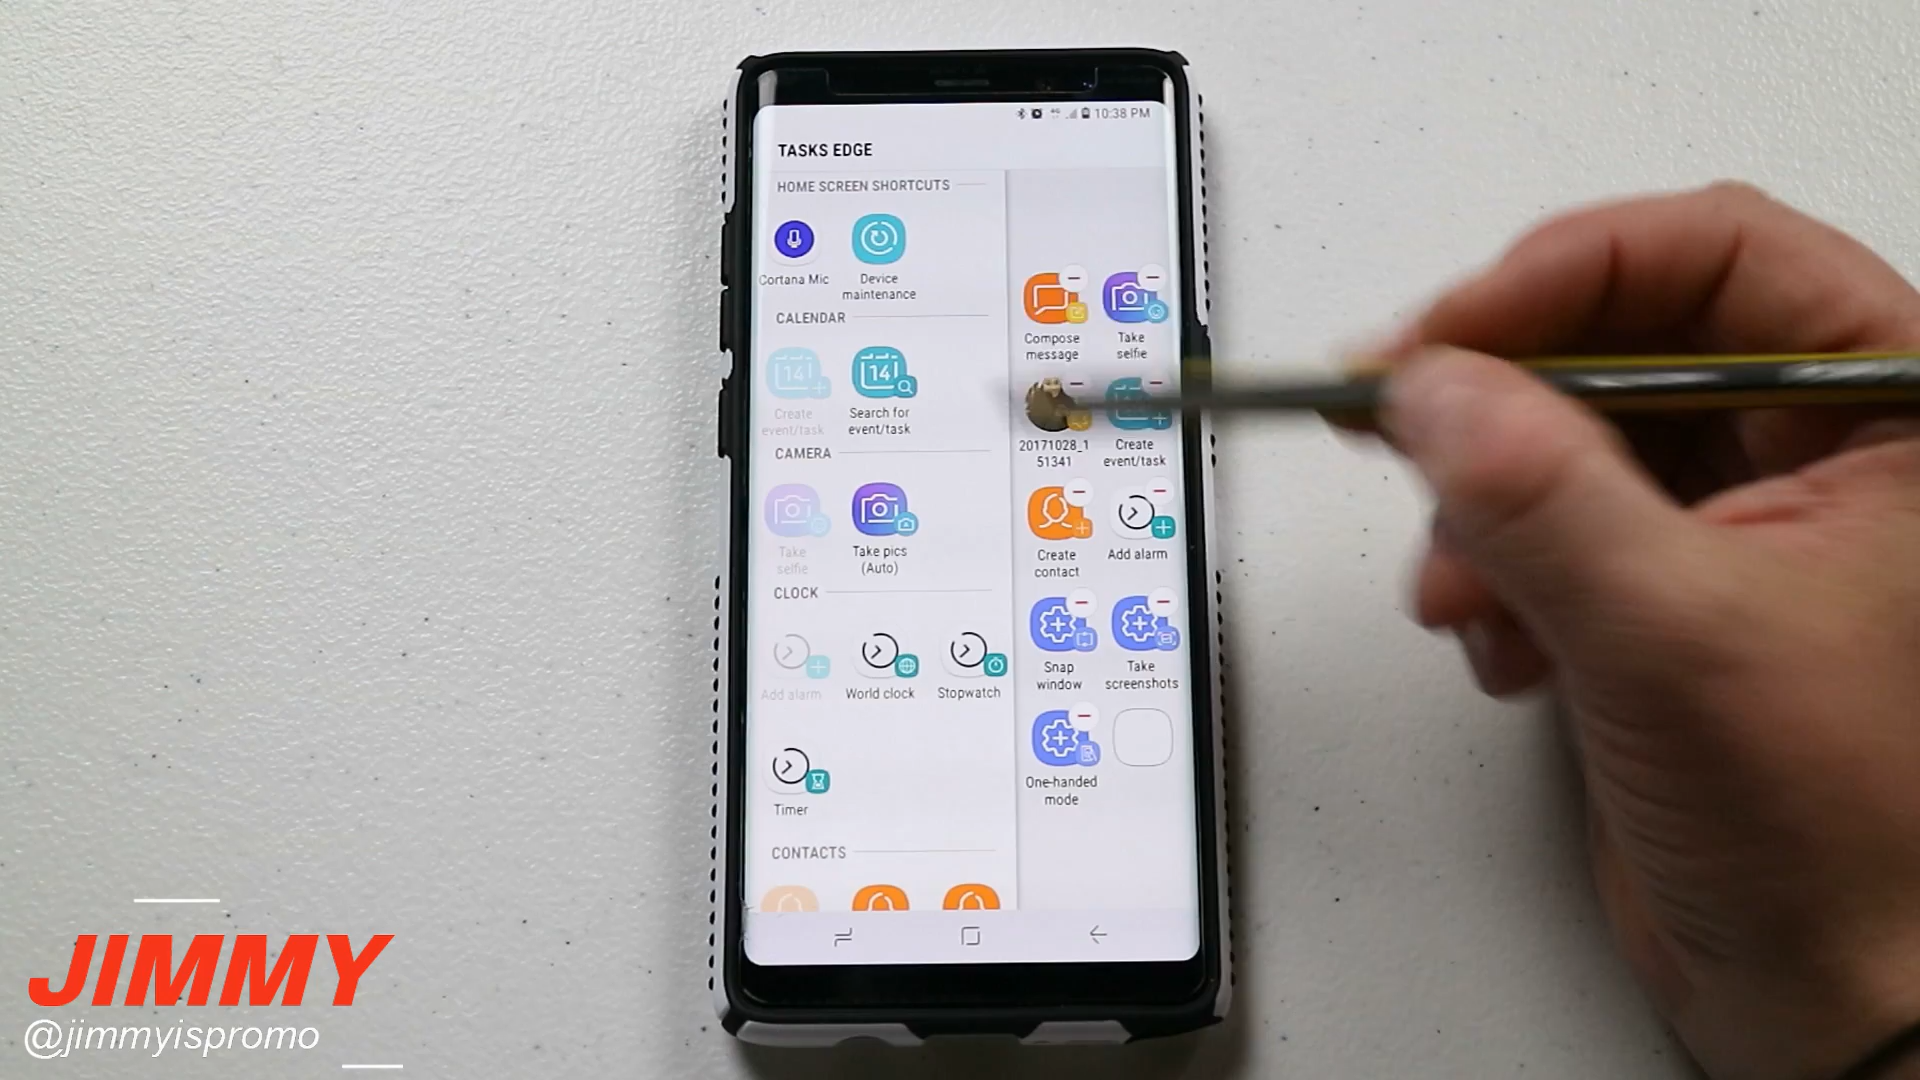 10:38 PM
TASKS EDGE
HOME SCREEN SHORTCUTS
Cortana Mic
Device
maintenance
CALENDAR
14
Create
event/task
14
Search for
event/task
CAMERA
Take
selfie
Take pics
(Auto)
CLOCK
Add alarm
World clock
Stopwatch
Timer
CONTACTS
Compose
message
Take
selfie
20171028_1
51341
Create
event/task
Create
contact
Add alarm
Snap
window
Take
screenshots
One-handed
mode
JIMMY
@jimmyispromo